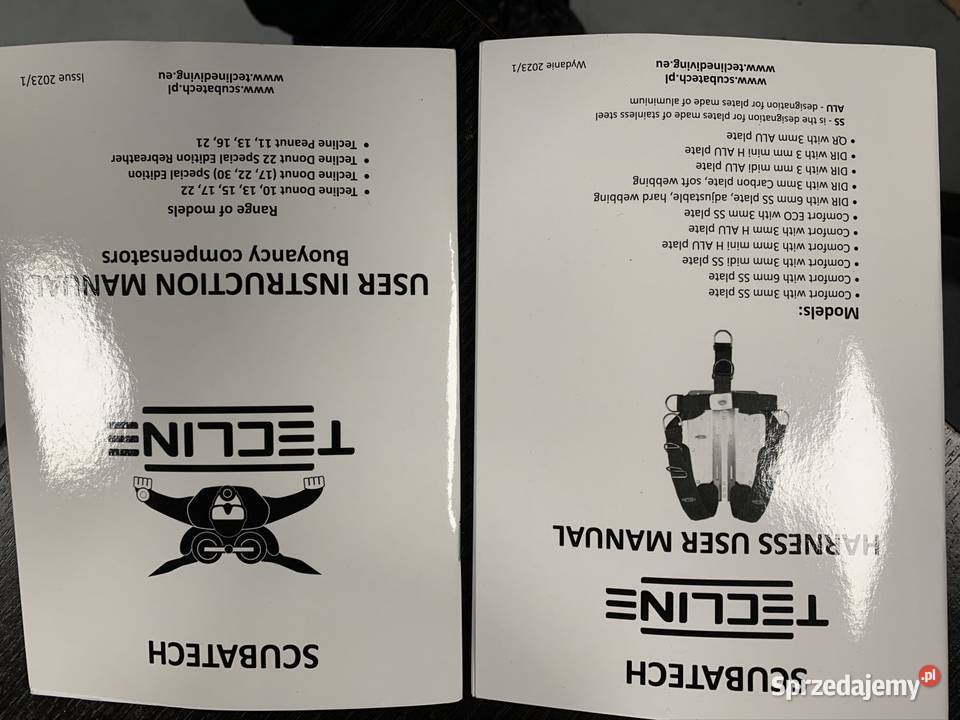 SCUBATECH
TECLINE
USER INSTRUCTION MANUAL
Buoyancy compensators
Range of models
• Tecline Donut 10, 13, 15, 17, 22
• Tecline Donut (17, 22, 30) Special Edition
• Tecline Donut 22 Special Edition Rebreather
• Tecline Peanut 11, 13, 16, 21
www.scubatech.pl
www.teclinediving.eu
Issue 2023/1
SCUBATECH
TECLINE
HARNESS USER MANUAL
Models:
• Comfort with 3mm SS plate
• Comfort with 6mm SS plate
• Comfort with 3mm midi SS plate
• Comfort with 3mm mini H ALU plate
• Comfort with 3mm H ALU plate
• Comfort ECO with 3mm SS plate
• DIR with 6mm SS plate, adjustable, hard webbing
• DIR with 3mm Carbon plate, soft webbing
• DIR with 3 mm midi ALU plate
• DIR with 3 mm mini H ALU plate
• QR with 3mm ALU plate
SS - is the designation for plates made of stainless steel
ALU - designation for plates made of aluminium
www.scubatech.pl
www.teclinediving.eu
Wydanie 2023/1
Sprzedajemy.pl